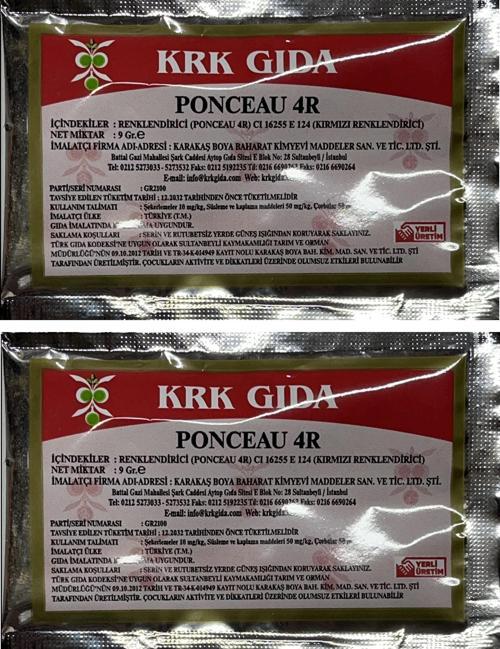 KRK GIDA
PONCEAU 4R
İÇİNDEKİLER : RENKLENDİRİCİ (PONCEAU 4R) CI 16255 E 124 (KIRMIZI RENKLENDİRİCİ)
NET MİKTAR : 9 Gr.e
İMALATÇI FİRMA ADI-ADRESİ : KARAKAŞ BOYA BAHARAT KİMYEVİ MADDELER SAN. VE TİC. LTD. ŞTİ.
Battal Gazi Mahallesi Şark Caddesi Aytop Gıda Sitesi E Blok No: 28 Sultanbeyli / İstanbul
Tel: 0212 5273033 - 5273532 Faks: 0212 5192235 Tel: 0216 Faks: 0216 6690264
E-mail: info@krkgida.com Web:
PARTİ/SERİ NUMARASI : GR2100
TAVSİYE EDİLEN TÜKETİM TARİHİ : 12.2032 TARİHİNDEN ÖNCE TÜKETİLMELİDİR
KULLANIM TALİMATI : Şekerlemeler 10 mg/kg, Süsleme ve kaplama maddeleri 50 mg/kg, Çorbalar
İMALATÇI ÜLKE : TÜRKİYE (T.M.)
GIDA UYGUNDUR.
SAKLAMA KOŞULLARI : SERİN VE RUTUBETSİZ YERDE GÜNEŞ IŞIĞINDAN KORUYARAK SAKLAYINIZ.
TÜRK GIDA KODEKSİ'NE UYGUN OLARAK SULTANBEYLİ KAYMAKAMLIĞI TARIM VE ORMAN
MÜDÜRLÜĞÜ'NÜN 09.10.2012 TARİH VE TR-34-K-014949 KAYIT NOLU KARAKAŞ BOYA BAH. KİM. MAD. SAN. VE TİC. LTD. ŞTİ
TARAFINDAN ÜRETİLMİŞTİR. ÇOCUKLARIN AKTİVİTE VE DİKKATLERİ ÜZERİNDE OLUMSUZ ETKİLERİ BULUNABİLİR
YERLİ
ÜRETİM
KRK GIDA
PONCEAU 4R
İÇİNDEKİLER : RENKLENDİRİCİ (PONCEAU 4R) CI 16255 E 124 (KIRMIZI RENKLENDİRİCİ)
NET MİKTAR : 9 Gr.e
İMALATÇI FİRMA ADI-ADRESİ : KARAKAŞ BOYA BAHARAT KİMYEVİ MADDELER SAN. VE TİC. LTD. ŞTİ.
Battal Gazi Mahallesi Şark Caddesi Aytop Gıda Sitesi E Blok No: 28 Sultanbeyli / İstanbul
Tel: 0212 5273033 - 5273532 Faks: 0212 5192235 Tel: 0216 Faks: 0216 6690264
E-mail: info@krkgida.com Web:
PARTİ/SERİ NUMARASI : GR2100
TAVSİYE EDİLEN TÜKETİM TARİHİ : 12.2032 TARİHİNDEN ÖNCE TÜKETİLMELİDİR
KULLANIM TALİMATI : Şekerlemeler 10 mg/kg, Süsleme ve kaplama maddeleri 50 mg/kg, Çorbalar
İMALATÇI ÜLKE : TÜRKİYE (T.M.)
GIDA UYGUNDUR.
SAKLAMA KOŞULLARI : SERİN VE RUTUBETSİZ YERDE GÜNEŞ IŞIĞINDAN KORUYARAK SAKLAYINIZ.
TÜRK GIDA KODEKSİ'NE UYGUN OLARAK SULTANBEYLİ KAYMAKAMLIĞI TARIM VE ORMAN
MÜDÜRLÜĞÜ'NÜN 09.10.2012 TARİH VE TR-34-K-014949 KAYIT NOLU KARAKAŞ BOYA BAH. KİM. MAD. SAN. VE TİC. LTD. ŞTİ
TARAFINDAN ÜRETİLMİŞTİR. ÇOCUKLARIN AKTİVİTE VE DİKKATLERİ ÜZERİNDE OLUMSUZ ETKİLERİ BULUNABİLİR
YERLİ
ÜRETİM